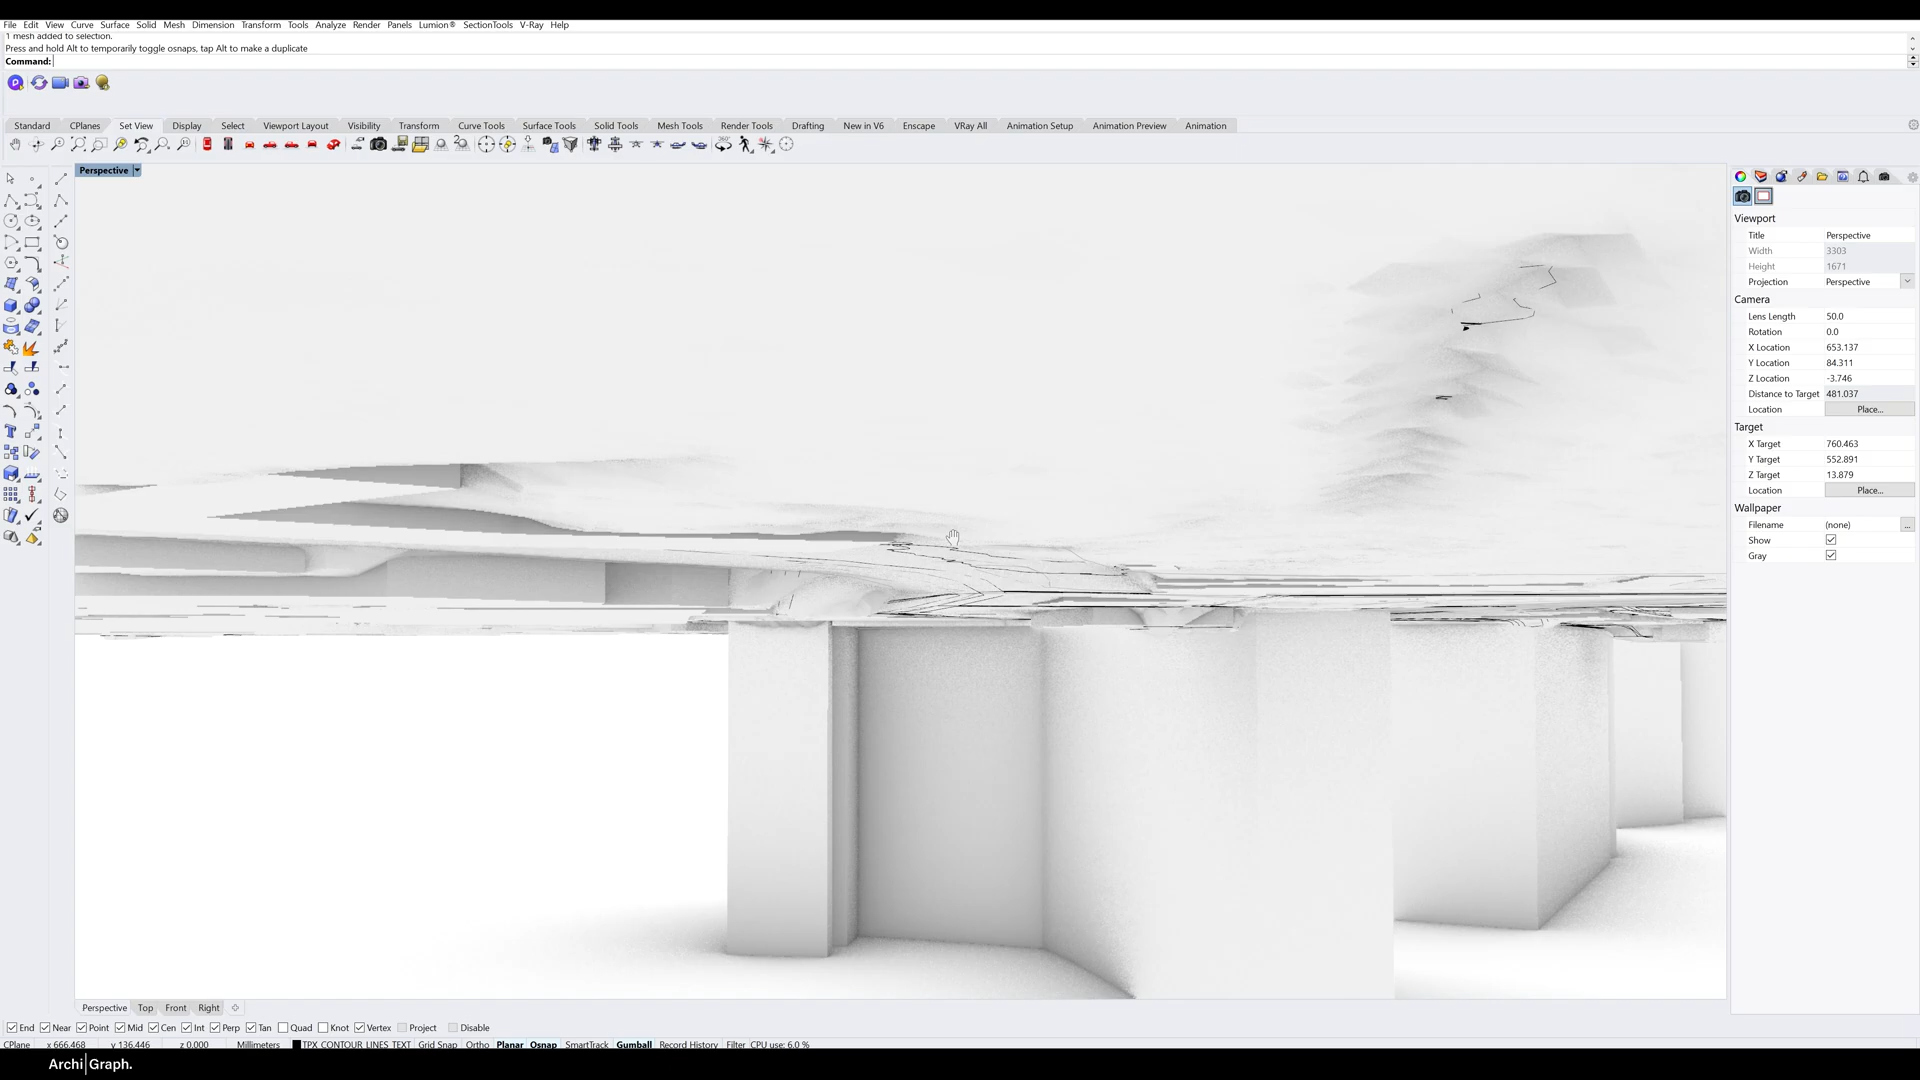 File Edit View Curve Surface Solid Mesh Dimension Transform Tools Analyze Render Panels Lumion® SectionTools V-Ray Help
1 mesh added to selection.
Press and hold Alt to temporarily toggle osnaps, tap Alt to make a duplicate
Command:
Standard CPlanes Set View Display Select Viewport Layout Visibility Transform Curve Tools Surface Tools Solid Tools Mesh Tools Render Tools Drafting New in V6 Enscape VRay All Animation Setup Animation Preview Animation
Perspective
Viewport
Title Perspective
Width 3303
Height 1671
Projection Perspective
Camera
Lens Length 50.0
Rotation 0.0
X Location 653.137
Y Location 84.311
Z Location -3.746
Distance to Target 481.037
Location Place...
Target
X Target 760.463
Y Target 552.891
Z Target 13.879
Location Place...
Wallpaper
Filename (none) ...
Show
Gray
Perspective Top Front Right
End Near Point Mid Cen Int Perp Tan Quad Knot Vertex Project Disable
CPlane x 666.468 y 136.446 z 0.000 Millimeters TPX_CONTOUR_LINES_TEXT Grid Snap Ortho Planar Osnap SmartTrack Gumball Record History Filter CPU use: 6.0 %
Archi|Graph.